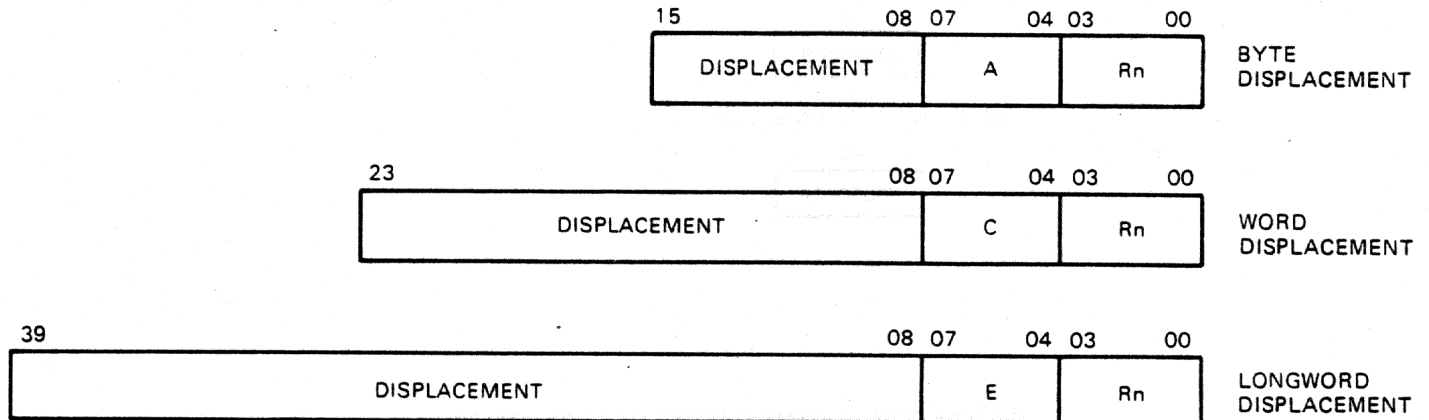 15 08 07 04 03 00
DISPLACEMENT A Rn BYTE DISPLACEMENT
23 08 07 04 03 00
DISPLACEMENT C Rn WORD DISPLACEMENT
39 08 07 04 03 00
DISPLACEMENT E Rn LONGWORD DISPLACEMENT